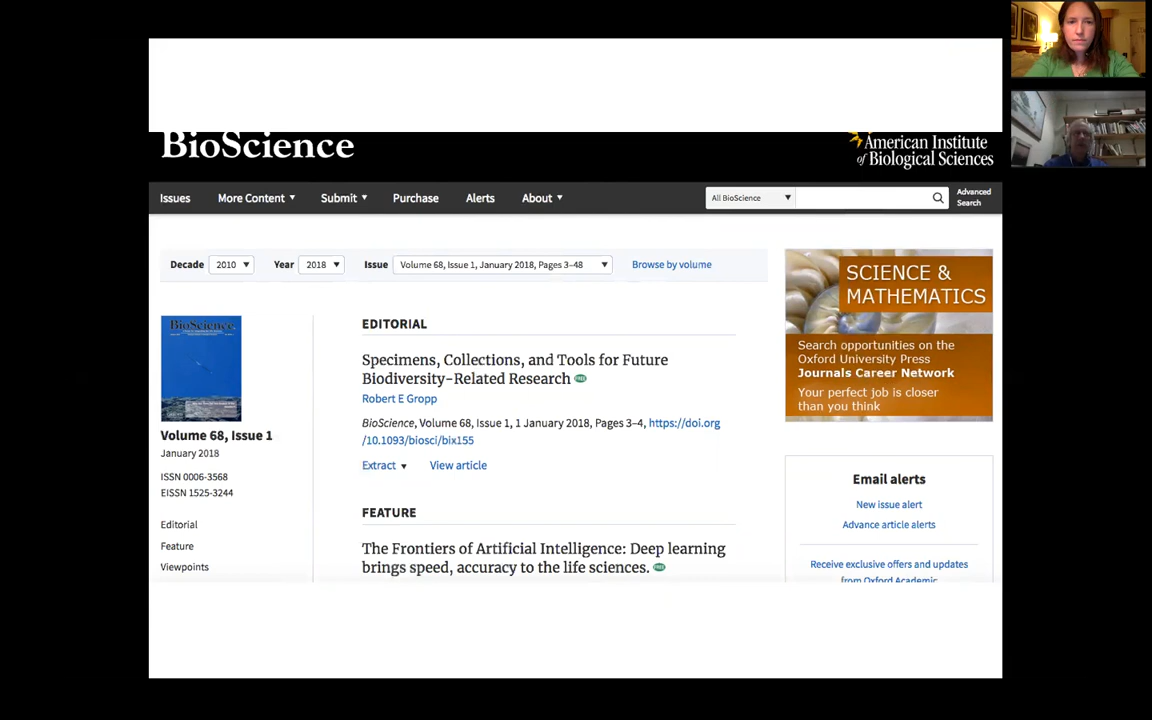 BioScience
American Institute
of Biological Sciences
Issues More Content Submit Purchase Alerts About
All BioScience
Advanced
Search
Decade 2010 Year 2018 Issue Volume 68, Issue 1, January 2018, Pages 3–48 Browse by volume
BioScience
Volume 68, Issue 1
January 2018
ISSN 0006-3568
EISSN 1525-3244
Editorial
Feature
Viewpoints
EDITORIAL
Specimens, Collections, and Tools for Future
Biodiversity-Related Research FREE
Robert E Gropp
BioScience, Volume 68, Issue 1, 1 January 2018, Pages 3–4, https://doi.org
/10.1093/biosci/bix155
Extract View article
FEATURE
The Frontiers of Artificial Intelligence: Deep learning
brings speed, accuracy to the life sciences. FREE
SCIENCE &
MATHEMATICS
Search opportunities on the
Oxford University Press
Journals Career Network
Your perfect job is closer
than you think
Email alerts
New issue alert
Advance article alerts
Receive exclusive offers and updates
from Oxford Academic